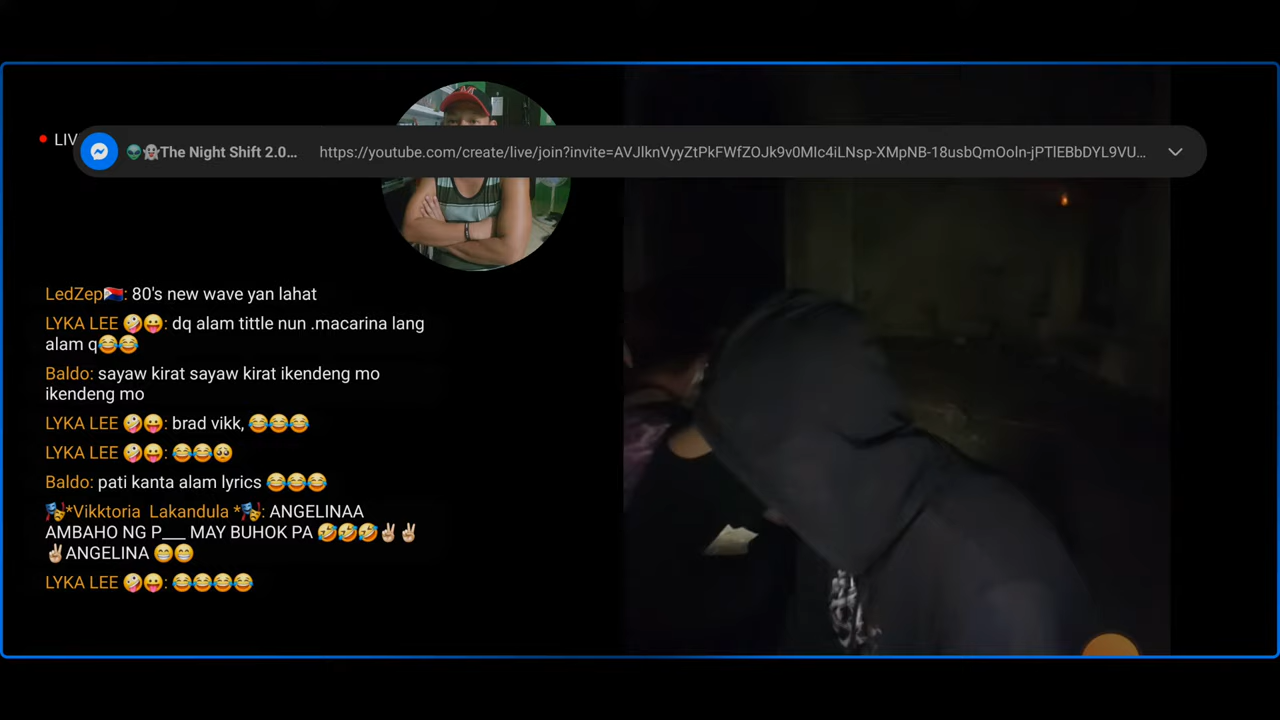 LIV
👽👻The Night Shift 2.0... https://youtube.com/create/live/join?invite=AVJlknVyyZtPkFWfZOJk9v0MIc4iLNsp-XMpNB-18usbQmOoln-jPTlEBbDYL9VU...
LedZep🇵🇭: 80's new wave yan lahat
LYKA LEE 🤪😛: dq alam tittle nun .macarina lang
alam q😂😂
Baldo: sayaw kirat sayaw kirat ikendeng mo
ikendeng mo
LYKA LEE 🤪😛: brad vikk, 😂😂😂
LYKA LEE 🤪😛: 😂😂🥺
Baldo: pati kanta alam lyrics 😂😂😂
🎭*Vikktoria Lakandula *🎭: ANGELINAA
AMBAHO NG P___ MAY BUHOK PA 🤣🤣🤣✌🏻✌🏻
✌🏻ANGELINA 😁😁
LYKA LEE 🤪😛: 😂😂😂😂